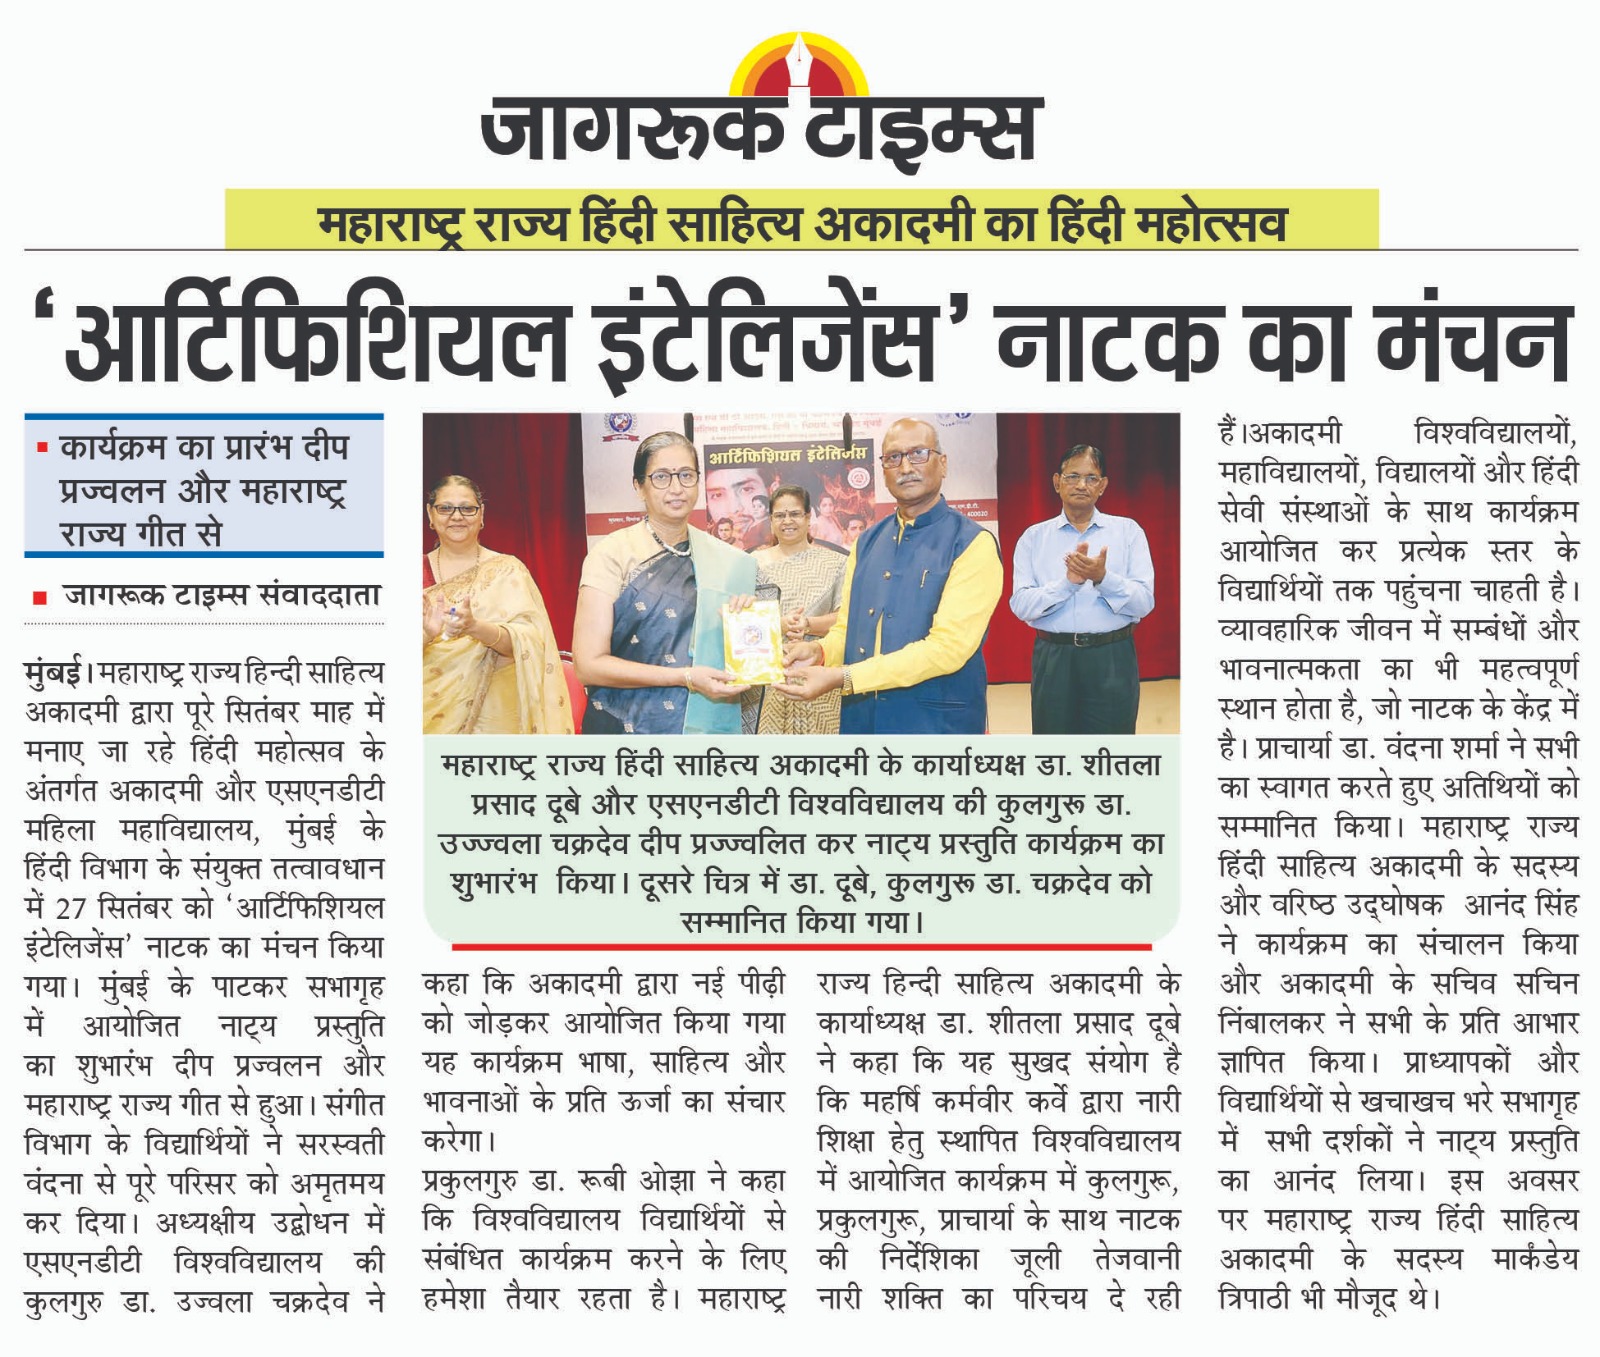 जागरूक टाइम्स
महाराष्ट्र राज्य हिंदी साहित्य अकादमी का हिंदी महोत्सव
‘आर्टिफिशियल इंटेलिजेंस’ नाटक का मंचन
▪ कार्यक्रम का प्रारंभ दीप
प्रज्वलन और महाराष्ट्र
राज्य गीत से
▪ जागरूक टाइम्स संवाददाता
मुंबई। महाराष्ट्र राज्य हिन्दी साहित्य
अकादमी द्वारा पूरे सितंबर माह में
मनाए जा रहे हिंदी महोत्सव के
अंतर्गत अकादमी और एसएनडीटी
महिला महाविद्यालय, मुंबई के
हिंदी विभाग के संयुक्त तत्वावधान
में 27 सितंबर को ‘आर्टिफिशियल
इंटेलिजेंस’ नाटक का मंचन किया
गया। मुंबई के पाटकर सभागृह
में आयोजित नाट्य प्रस्तुति
का शुभारंभ दीप प्रज्वलन और
महाराष्ट्र राज्य गीत से हुआ। संगीत
विभाग के विद्यार्थियों ने सरस्वती
वंदना से पूरे परिसर को अमृतमय
कर दिया। अध्यक्षीय उद्बोधन में
एसएनडीटी विश्वविद्यालय की
कुलगुरु डा. उज्वला चक्रदेव ने
आर्टिफिशियल इंटेलिजेंस
400020
महाराष्ट्र राज्य हिंदी साहित्य अकादमी के कार्याध्यक्ष डा. शीतला
प्रसाद दूबे और एसएनडीटी विश्वविद्यालय की कुलगुरू डा.
उज्ज्वला चक्रदेव दीप प्रज्ज्वलित कर नाट्य प्रस्तुति कार्यक्रम का
शुभारंभ किया। दूसरे चित्र में डा. दूबे, कुलगुरू डा. चक्रदेव को
सम्मानित किया गया।
कहा कि अकादमी द्वारा नई पीढ़ी
को जोड़कर आयोजित किया गया
यह कार्यक्रम भाषा, साहित्य और
भावनाओं के प्रति ऊर्जा का संचार
करेगा।
प्रकुलगुरु डा. रूबी ओझा ने कहा
कि विश्वविद्यालय विद्यार्थियों से
संबंधित कार्यक्रम करने के लिए
हमेशा तैयार रहता है। महाराष्ट्र
राज्य हिन्दी साहित्य अकादमी के
कार्याध्यक्ष डा. शीतला प्रसाद दूबे
ने कहा कि यह सुखद संयोग है
कि महर्षि कर्मवीर कर्वे द्वारा नारी
शिक्षा हेतु स्थापित विश्वविद्यालय
में आयोजित कार्यक्रम में कुलगुरू,
प्रकुलगुरू, प्राचार्या के साथ नाटक
की निर्देशिका जूली तेजवानी
नारी शक्ति का परिचय दे रही
हैं।अकादमी विश्वविद्यालयों,
महाविद्यालयों, विद्यालयों और हिंदी
सेवी संस्थाओं के साथ कार्यक्रम
आयोजित कर प्रत्येक स्तर के
विद्यार्थियों तक पहुंचना चाहती है।
व्यावहारिक जीवन में सम्बंधों और
भावनात्मकता का भी महत्वपूर्ण
स्थान होता है, जो नाटक के केंद्र में
है। प्राचार्या डा. वंदना शर्मा ने सभी
का स्वागत करते हुए अतिथियों को
सम्मानित किया। महाराष्ट्र राज्य
हिंदी साहित्य अकादमी के सदस्य
और वरिष्ठ उद्घोषक आनंद सिंह
ने कार्यक्रम का संचालन किया
और अकादमी के सचिव सचिन
निंबालकर ने सभी के प्रति आभार
ज्ञापित किया। प्राध्यापकों और
विद्यार्थियों से खचाखच भरे सभागृह
में सभी दर्शकों ने नाट्य प्रस्तुति
का आनंद लिया। इस अवसर
पर महाराष्ट्र राज्य हिंदी साहित्य
अकादमी के सदस्य मार्कंडेय
त्रिपाठी भी मौजूद थे।